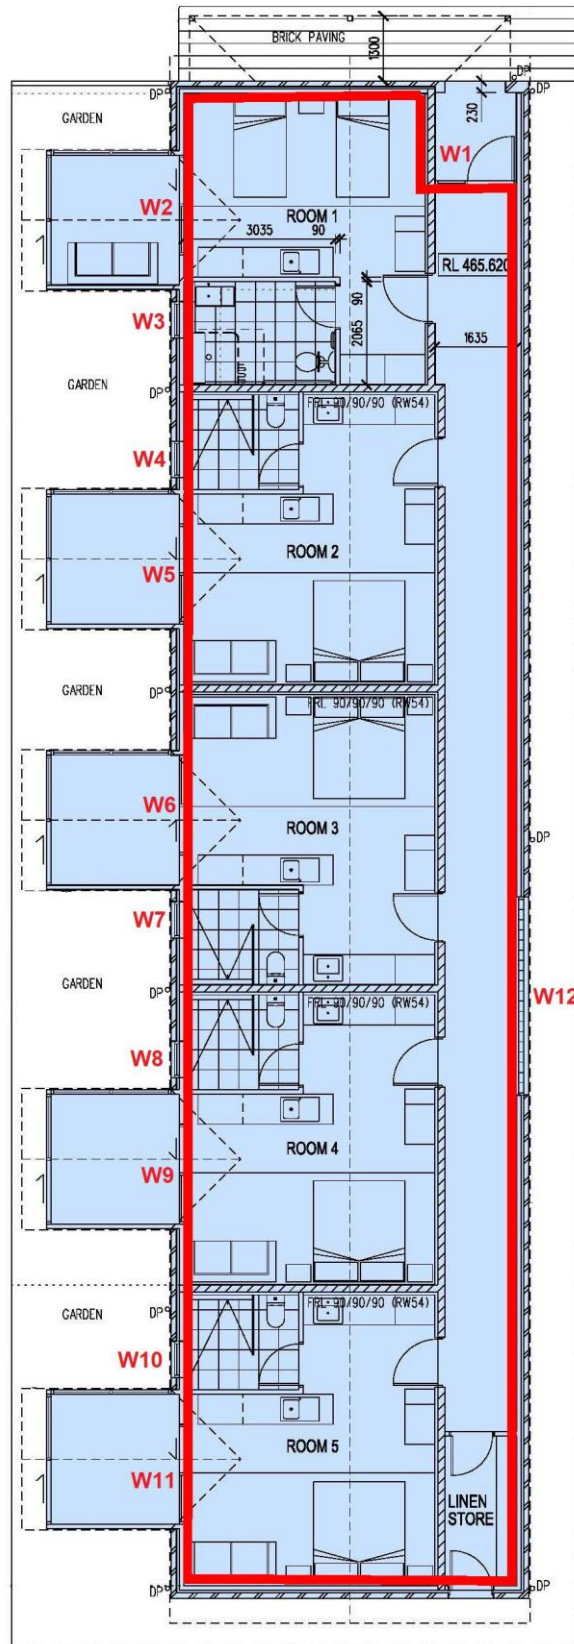 BRICK PAVING
1300
DP
DP
DP
GARDEN
230
W1
W2
ROOM 1
3035
90
RL 465.620
W3
90
2065
1635
GARDEN
DP
FRL 90/90/90 (RW54)
W4
ROOM 2
W5
GARDEN
DP
FRL 90/90/90 (RW54)
W6
ROOM 3
DP
W7
GARDEN
DP
W12
FRL 90/90/90 (RW54)
W8
ROOM 4
W9
GARDEN
DP
FRL 90/90/90 (RW54)
W10
ROOM 5
W11
LINEN
STORE
DP
DP